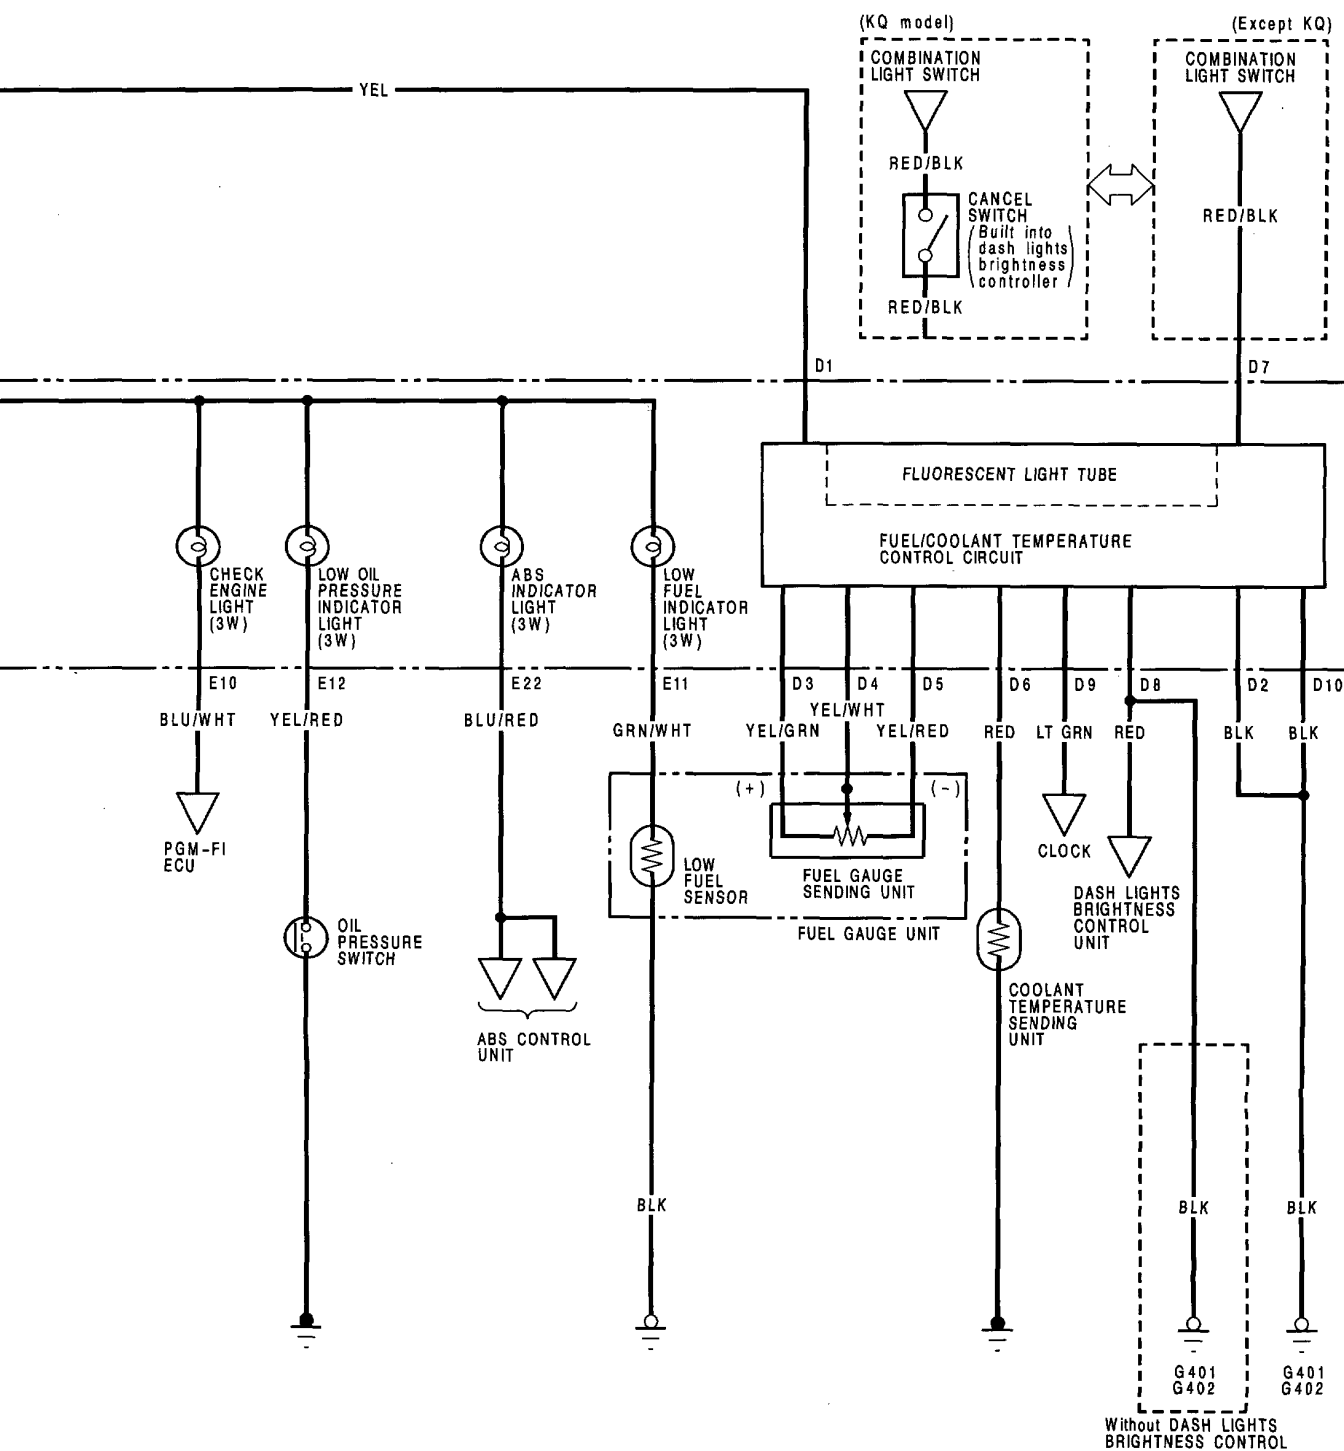 (KQ model)
(Except KQ)
COMBINATION
LIGHT SWITCH
COMBINATION
LIGHT SWITCH
YEL
RED/BLK
CANCEL
SWITCH
(Built into
dash lights
brightness
controller)
RED/BLK
RED/BLK
D1
D7
FLUORESCENT LIGHT TUBE
FUEL/COOLANT TEMPERATURE
CONTROL CIRCUIT
CHECK
ENGINE
LIGHT
(3W)
LOW OIL
PRESSURE
INDICATOR
LIGHT
(3W)
ABS
INDICATOR
LIGHT
(3W)
LOW
FUEL
INDICATOR
LIGHT
(3W)
E10
E12
E22
E11
D3
D4
D5
D6
D9
D8
D2
D10
BLU/WHT
YEL/RED
BLU/RED
GRN/WHT
YEL/GRN
YEL/WHT
YEL/RED
RED
LT GRN
RED
BLK
BLK
(+)
(-)
PGM-FI
ECU
LOW
FUEL
SENSOR
FUEL GAUGE
SENDING UNIT
FUEL GAUGE UNIT
CLOCK
DASH LIGHTS
BRIGHTNESS
CONTROL
UNIT
OIL
PRESSURE
SWITCH
ABS CONTROL
UNIT
COOLANT
TEMPERATURE
SENDING
UNIT
BLK
BLK
BLK
G401
G402
G401
G402
Without DASH LIGHTS
BRIGHTNESS CONTROL